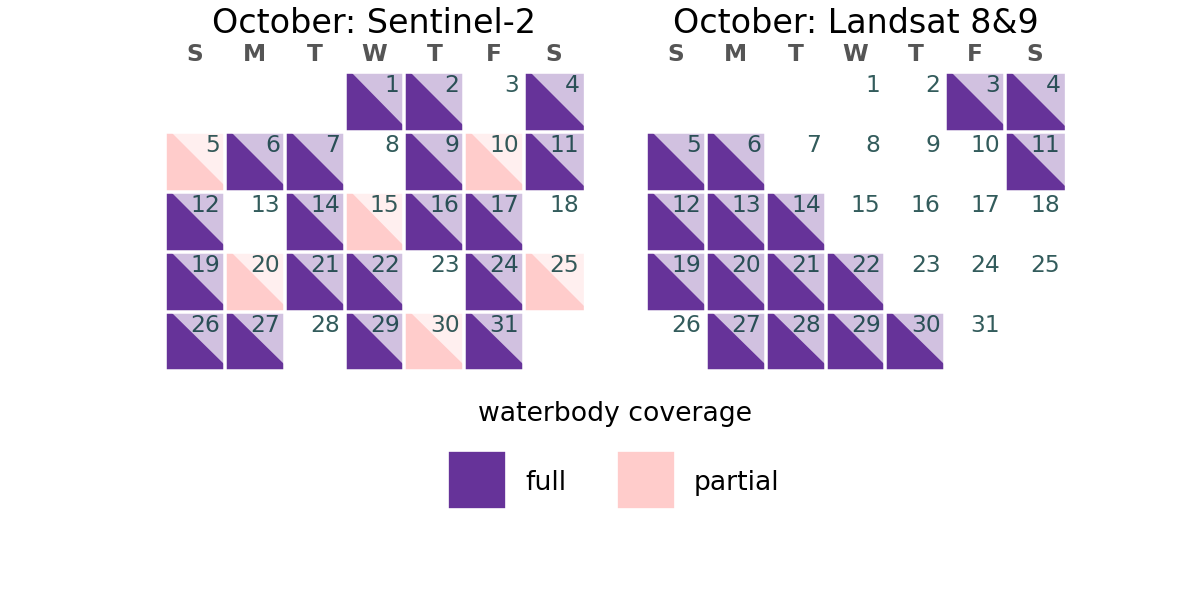 October: Sentinel-2
S M T W T F S
1 2 3 4
5 6 7 8 9 10 11
12 13 14 15 16 17 18
19 20 21 22 23 24 25
26 27 28 29 30 31
October: Landsat 8&9
S M T W T F S
1 2 3 4
5 6 7 8 9 10 11
12 13 14 15 16 17 18
19 20 21 22 23 24 25
26 27 28 29 30 31
waterbody coverage
full
partial